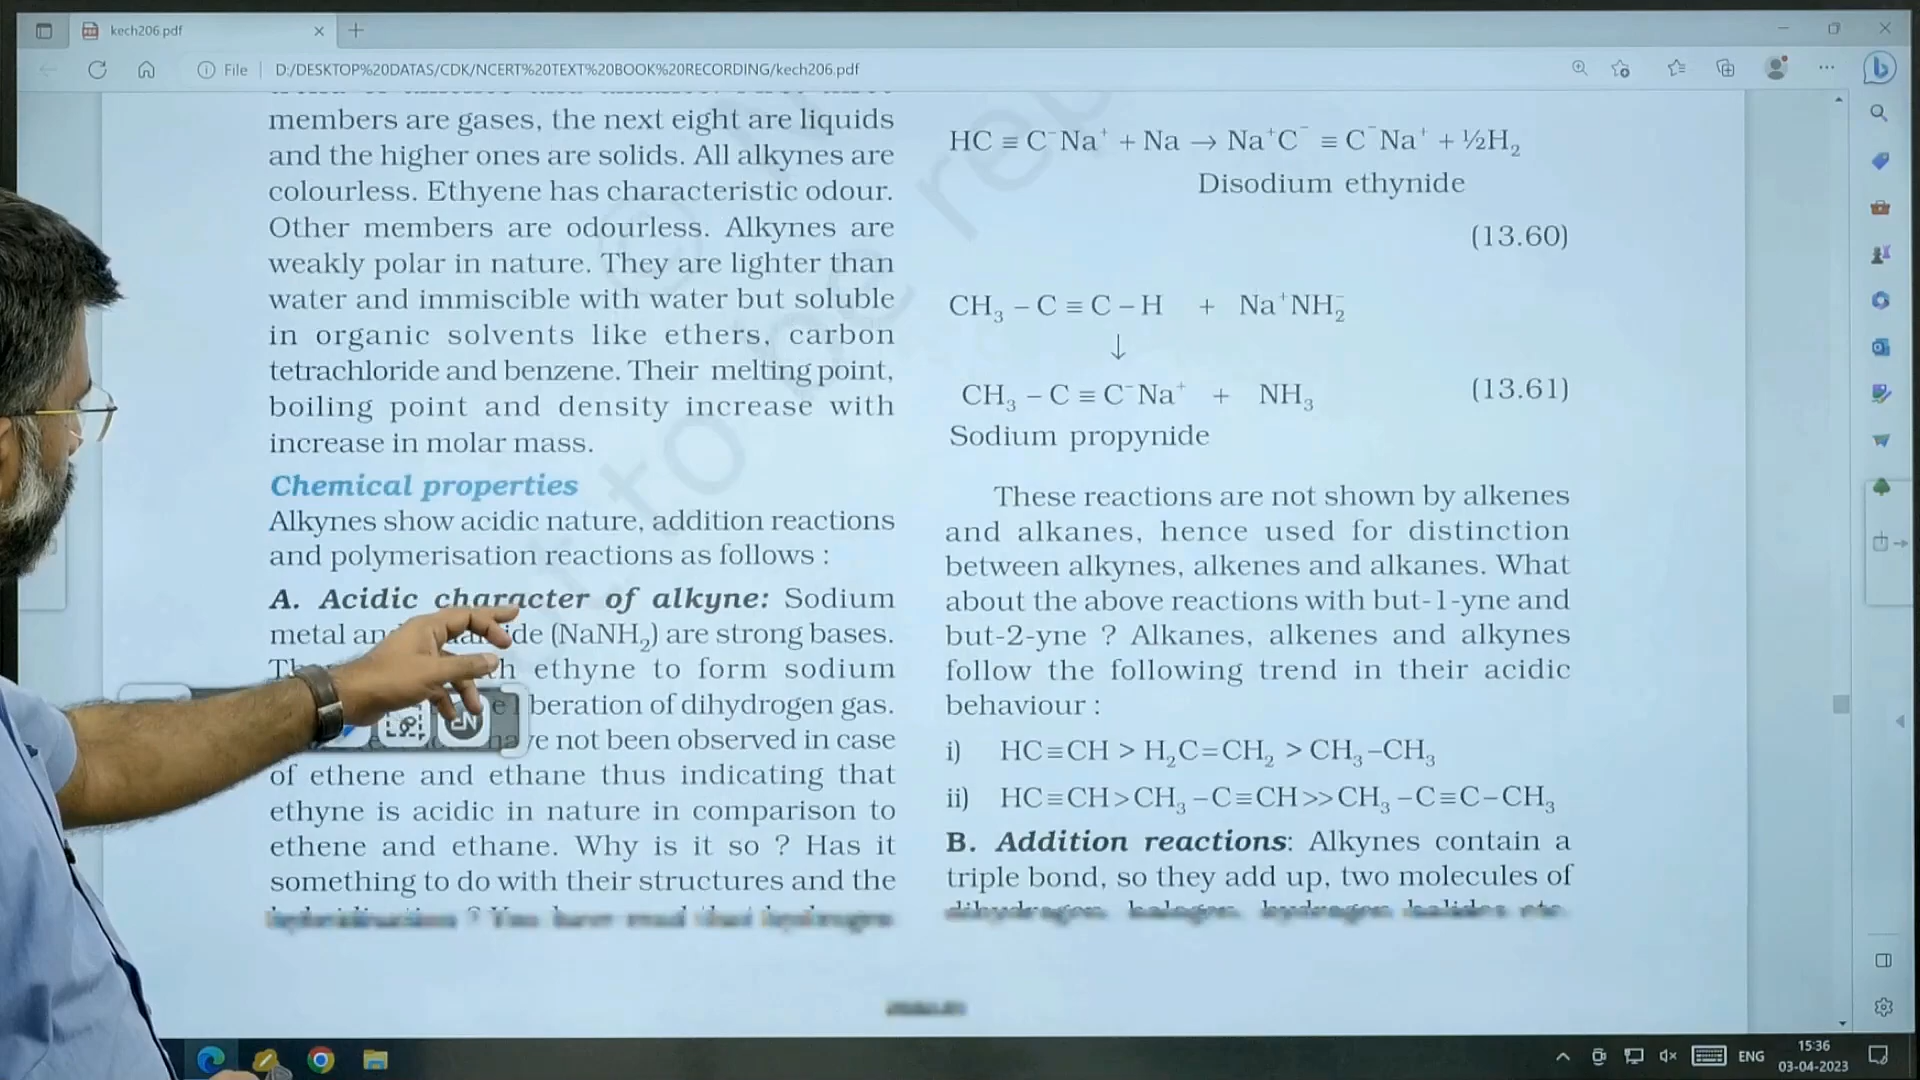 kech206.pdf
File
D:/DESKTOP%20DATAS/CDK/NCERT%20TEXT%20BOOK%20RECORDING/kech206.pdf
members are gases, the next eight are liquids
and the higher ones are solids. All alkynes are
colourless. Ethyene has characteristic odour.
Other members are odourless. Alkynes are
weakly polar in nature. They are lighter than
water and immiscible with water but soluble
in organic solvents like ethers, carbon
tetrachloride and benzene. Their melting point,
boiling point and density increase with
increase in molar mass.
Chemical properties
Alkynes show acidic nature, addition reactions
and polymerisation reactions as follows :
A. Acidic character of alkyne: Sodium
metal (NaNH₂) are strong bases.
ethyne to form sodium
beration of dihydrogen gas.
not been observed in case
of ethene and ethane thus indicating that
ethyne is acidic in nature in comparison to
ethene and ethane. Why is it so ? Has it
something to do with their structures and the
HC ≡ C⁻Na⁺ + Na → Na⁺C⁻ ≡ C⁻Na⁺ + ½H₂
Disodium ethynide
(13.60)
CH₃ – C ≡ C – H + Na⁺NH₂⁻
↓
CH₃ – C ≡ C⁻Na⁺ + NH₃ (13.61)
Sodium propynide
These reactions are not shown by alkenes
and alkanes, hence used for distinction
between alkynes, alkenes and alkanes. What
about the above reactions with but-1-yne and
but-2-yne ? Alkanes, alkenes and alkynes
follow the following trend in their acidic
behaviour :
i) HC≡CH > H₂C=CH₂ > CH₃–CH₃
ii) HC≡CH>CH₃–C≡CH>>CH₃–C≡C–CH₃
B. Addition reactions: Alkynes contain a
triple bond, so they add up, two molecules of
dihydrogen, halogen, hydrogen halides etc.
to be rep
EN
ENG
15:36
03-04-2023